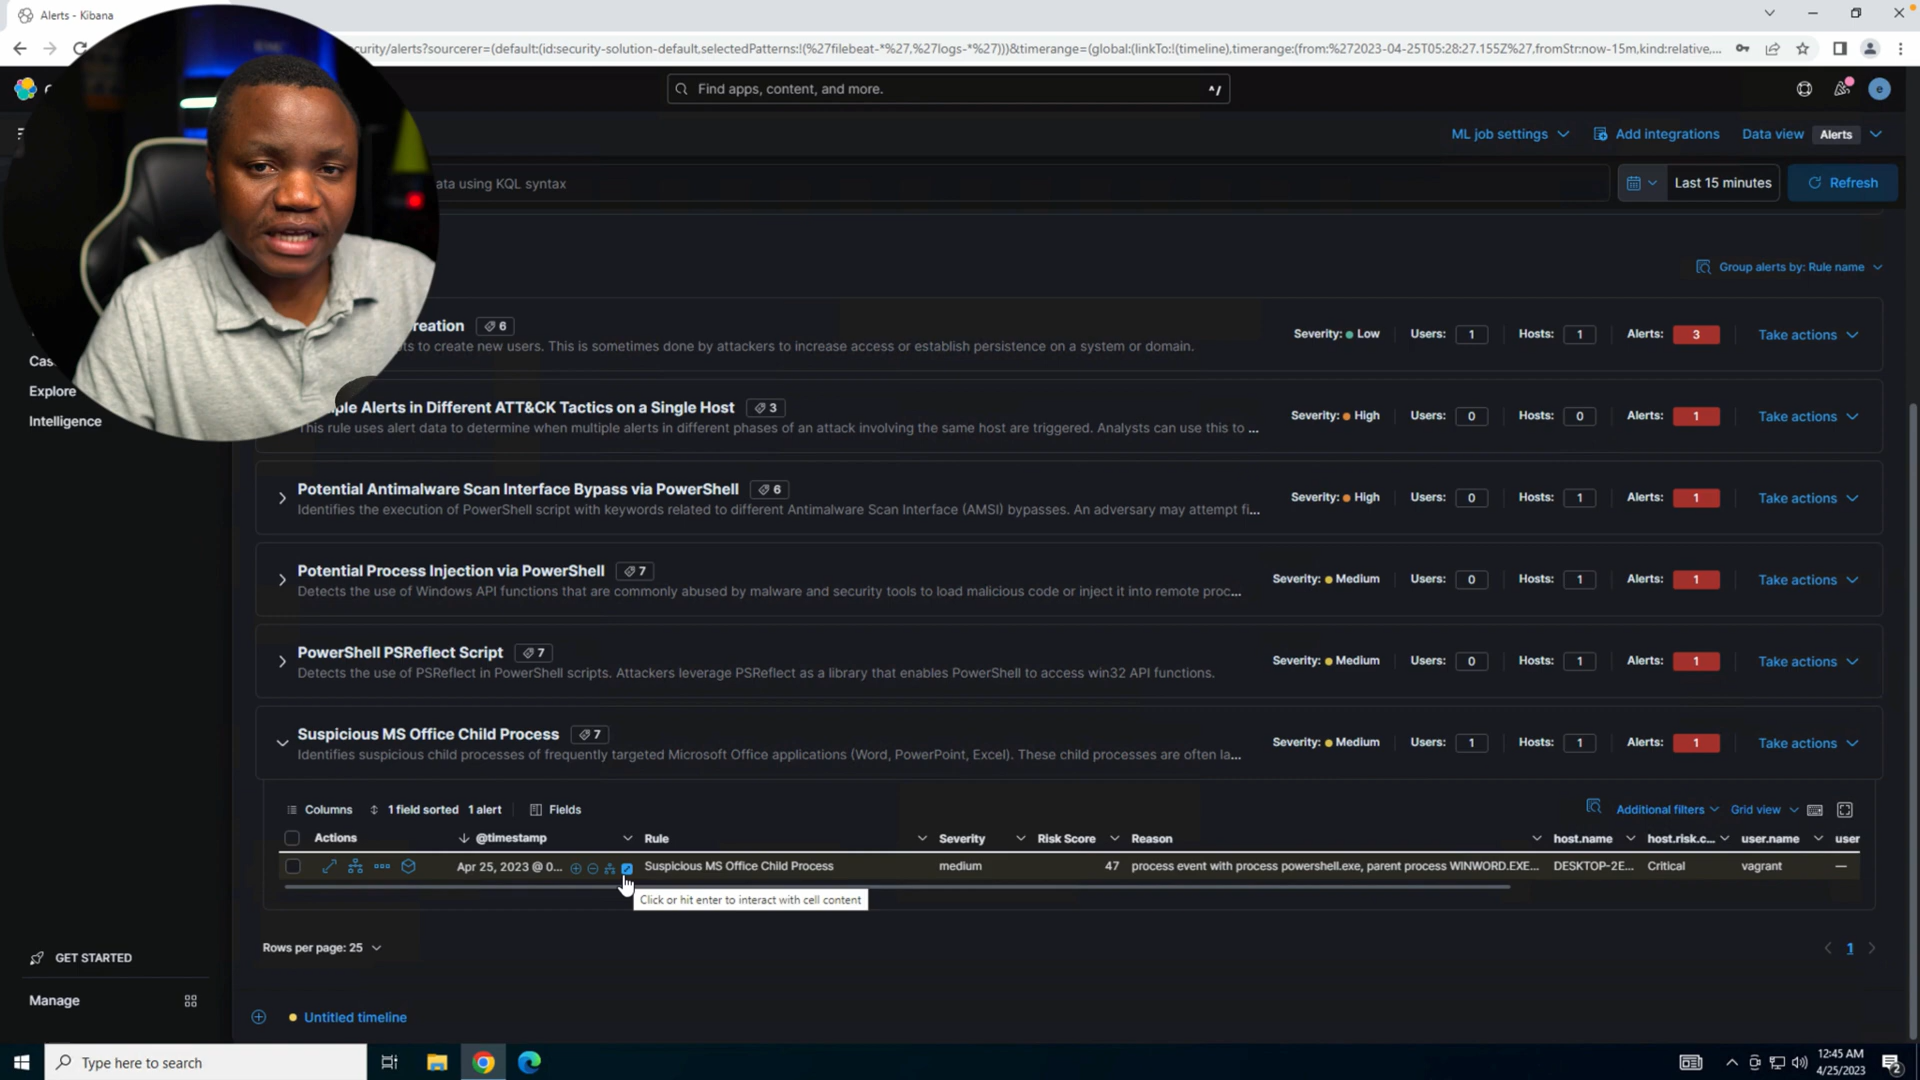 Alerts - Kibana
curity/alerts?sourcerer=(default:(id:security-solution-default,selectedPatterns:!(%27filebeat-*%27,%27logs-*%27)))&timerange=(global:(linkTo:!(timeline),timerange:(from:%272023-04-25T05:28:27.155Z%27,fromStr:now-15m,kind:relative,...
Find apps, content, and more.
^/
e
ML job settings
Add integrations
Data view
Alerts
ata using KQL syntax
Last 15 minutes
Refresh
Group alerts by: Rule name
reation
6
ts to create new users. This is sometimes done by attackers to increase access or establish persistence on a system or domain.
Severity: Low Users: 1 Hosts: 1 Alerts: 3 Take actions
Cas
Explore
Intelligence
ple Alerts in Different ATT&CK Tactics on a Single Host 3
This rule uses alert data to determine when multiple alerts in different phases of an attack involving the same host are triggered. Analysts can use this to ...
Severity: High Users: 0 Hosts: 0 Alerts: 1 Take actions
Potential Antimalware Scan Interface Bypass via PowerShell 6
Identifies the execution of PowerShell script with keywords related to different Antimalware Scan Interface (AMSI) bypasses. An adversary may attempt fi...
Severity: High Users: 0 Hosts: 1 Alerts: 1 Take actions
Potential Process Injection via PowerShell 7
Detects the use of Windows API functions that are commonly abused by malware and security tools to load malicious code or inject it into remote proc...
Severity: Medium Users: 0 Hosts: 1 Alerts: 1 Take actions
PowerShell PSReflect Script 7
Detects the use of PSReflect in PowerShell scripts. Attackers leverage PSReflect as a library that enables PowerShell to access win32 API functions.
Severity: Medium Users: 0 Hosts: 1 Alerts: 1 Take actions
Suspicious MS Office Child Process 7
Identifies suspicious child processes of frequently targeted Microsoft Office applications (Word, PowerPoint, Excel). These child processes are often la...
Severity: Medium Users: 1 Hosts: 1 Alerts: 1 Take actions
Columns 1 field sorted 1 alert Fields Additional filters Grid view
Actions @timestamp Rule Severity Risk Score Reason host.name host.risk.c... user.name user
Apr 25, 2023 @ 0... Suspicious MS Office Child Process medium 47 process event with process powershell.exe, parent process WINWORD.EXE... DESKTOP-2E... Critical vagrant —
Click or hit enter to interact with cell content
Rows per page: 25
1
GET STARTED
Manage
Untitled timeline
Type here to search
12:45 AM
4/25/2023
2